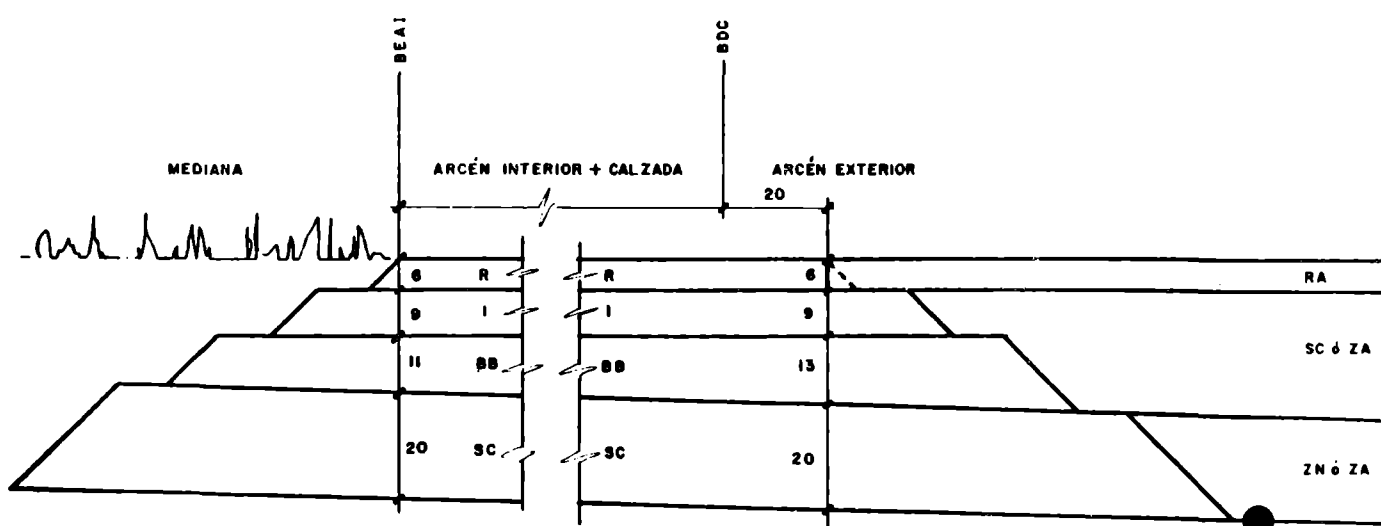 BEAI
BDC
MEDIANA
ARCÉN INTERIOR + CALZADA
ARCÉN EXTERIOR
20
6 R R 6 RA
9 I I 9
SC ó ZA
11 BB BB 13
20 SC SC 20
ZN ó ZA